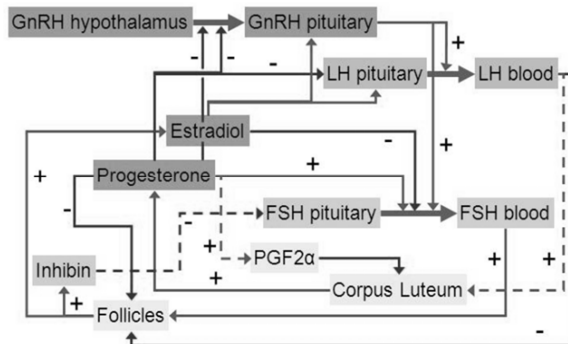 GnRH hypothalamus
GnRH pituitary
+
- -
-
LH pituitary
LH blood
Estradiol
+
-
+
Progesterone
+
-
FSH pituitary
FSH blood
-
+
PGF2α
+
+
Inhibin
+
Corpus Luteum
+
Follicles
-